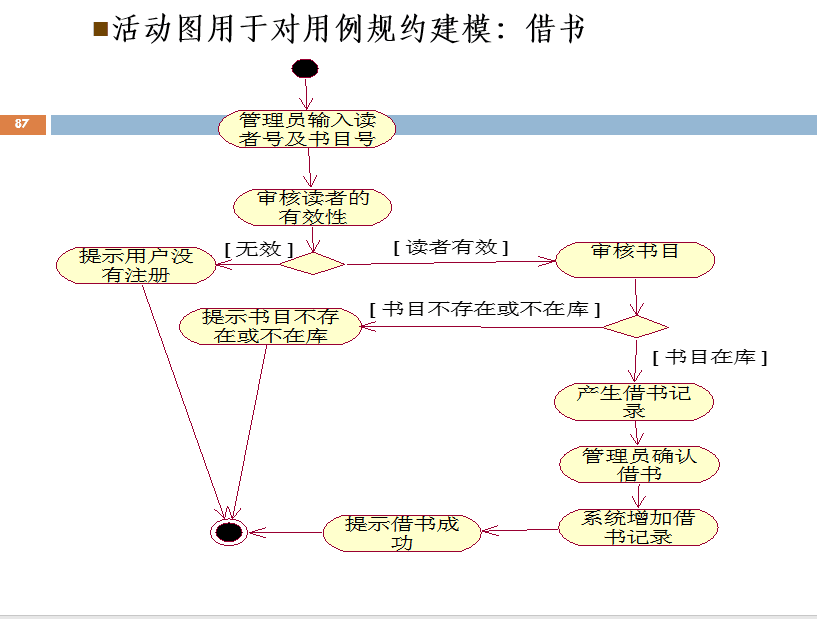 ■活动图用于对用例规约建模：借书
87
管理员输入读
者号及书目号
审核读者的
有效性
[ 无效 ]
[ 读者有效 ]
提示用户没
有注册
审核书目
[ 书目不存在或不在库 ]
提示书目不存
在或不在库
[ 书目在库 ]
产生借书记
录
管理员确认
借书
系统增加借
书记录
提示借书成
功